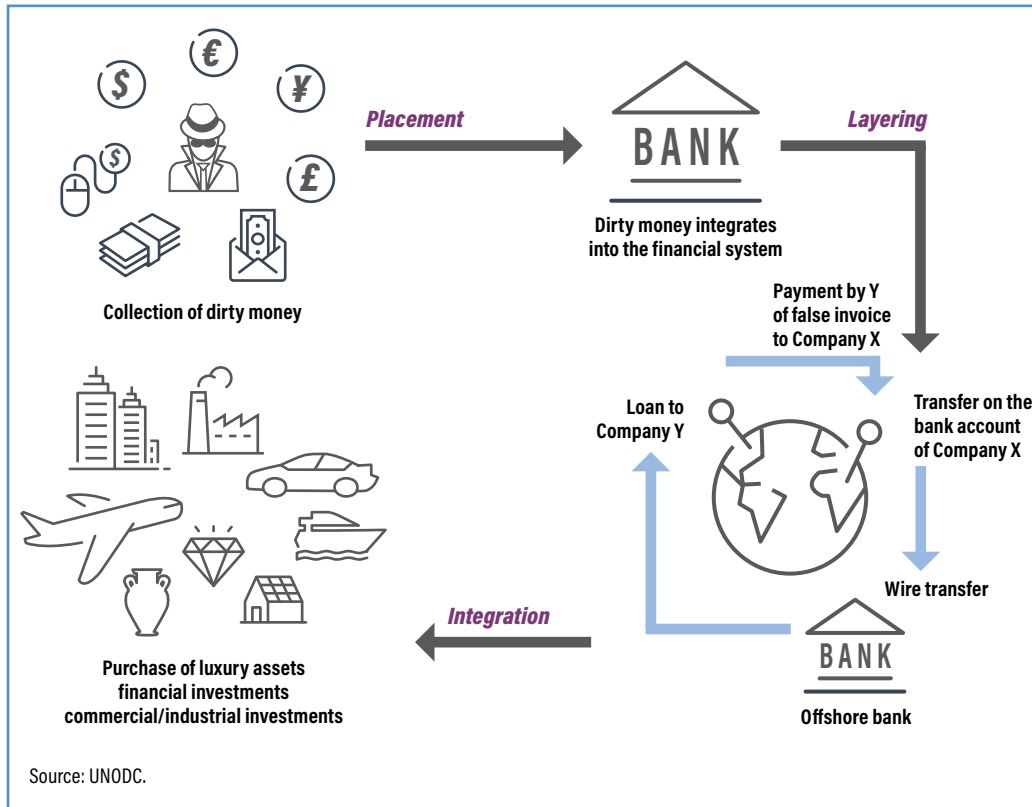 $
€
¥
£
$
Placement
BANK
Layering
Dirty money integrates
into the financial system
Collection of dirty money
Payment by Y
of false invoice
to Company X
Loan to
Company Y
Transfer on the
bank account
of Company X
Wire transfer
BANK
Offshore bank
Integration
Purchase of luxury assets
financial investments
commercial/industrial investments
Source: UNODC.